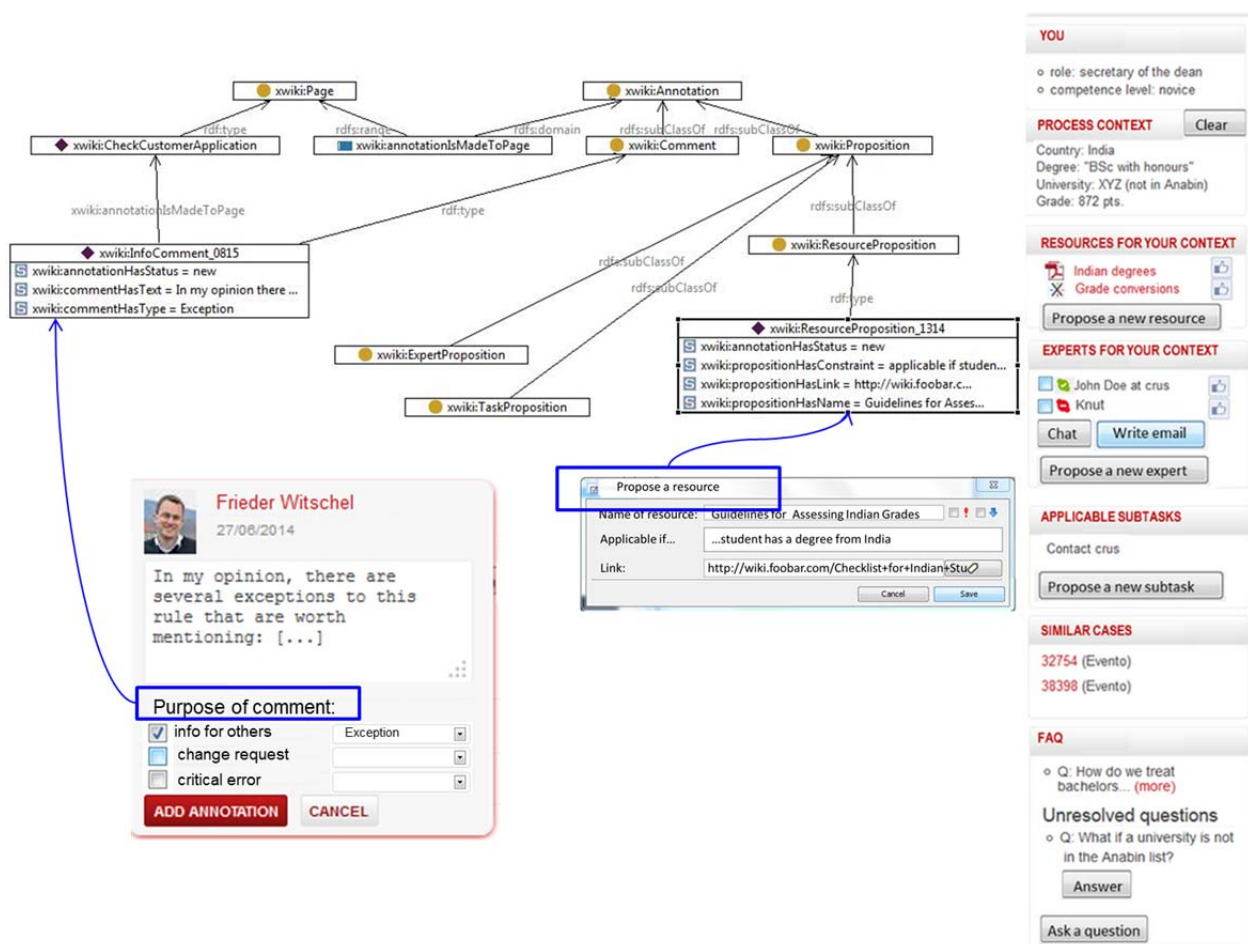 xwiki:Page
xwiki:Annotation
rdf:type
rdfs:range
rdfs:domain
rdfs:subClassOf
rdfs:subClassOf
xwiki:CheckCustomerApplication
xwiki:annotationIsMadeToPage
xwiki:Comment
xwiki:Proposition
xwiki:annotationIsMadeToPage
rdf:type
rdfs:subClassOf
xwiki:InfoComment_0815
xwiki:annotationHasStatus = new
xwiki:commentHasText = In my opinion there ...
xwiki:commentHasType = Exception
xwiki:ResourceProposition
rdfs:subClassOf
rdfs:subClassOf
rdf:type
xwiki:ResourceProposition_1314
xwiki:annotationHasStatus = new
xwiki:propositionHasConstraint = applicable if studen...
xwiki:propositionHasLink = http://wiki.foobar.c...
xwiki:propositionHasName = Guidelines for Asses...
xwiki:ExpertProposition
xwiki:TaskProposition
Frieder Witschel
27/06/2014
In my opinion, there are
several exceptions to this
rule that are worth
mentioning: [...]
Purpose of comment:
info for others Exception
change request
critical error
ADD ANNOTATION CANCEL
Propose a resource
Name of resource: Guidelines for Assessing Indian Grades
Applicable if... ...student has a degree from India
Link: http://wiki.foobar.com/Checklist+for+Indian+Stu
Cancel Save
YOU
role: secretary of the dean
competence level: novice
PROCESS CONTEXT Clear
Country: India
Degree: "BSc with honours"
University: XYZ (not in Anabin)
Grade: 872 pts.
RESOURCES FOR YOUR CONTEXT
Indian degrees
Grade conversions
Propose a new resource
EXPERTS FOR YOUR CONTEXT
John Doe at crus
Knut
Chat Write email
Propose a new expert
APPLICABLE SUBTASKS
Contact crus
Propose a new subtask
SIMILAR CASES
32754 (Evento)
38398 (Evento)
FAQ
Q: How do we treat
bachelors... (more)
Unresolved questions
Q: What if a university is not
in the Anabin list?
Answer
Ask a question